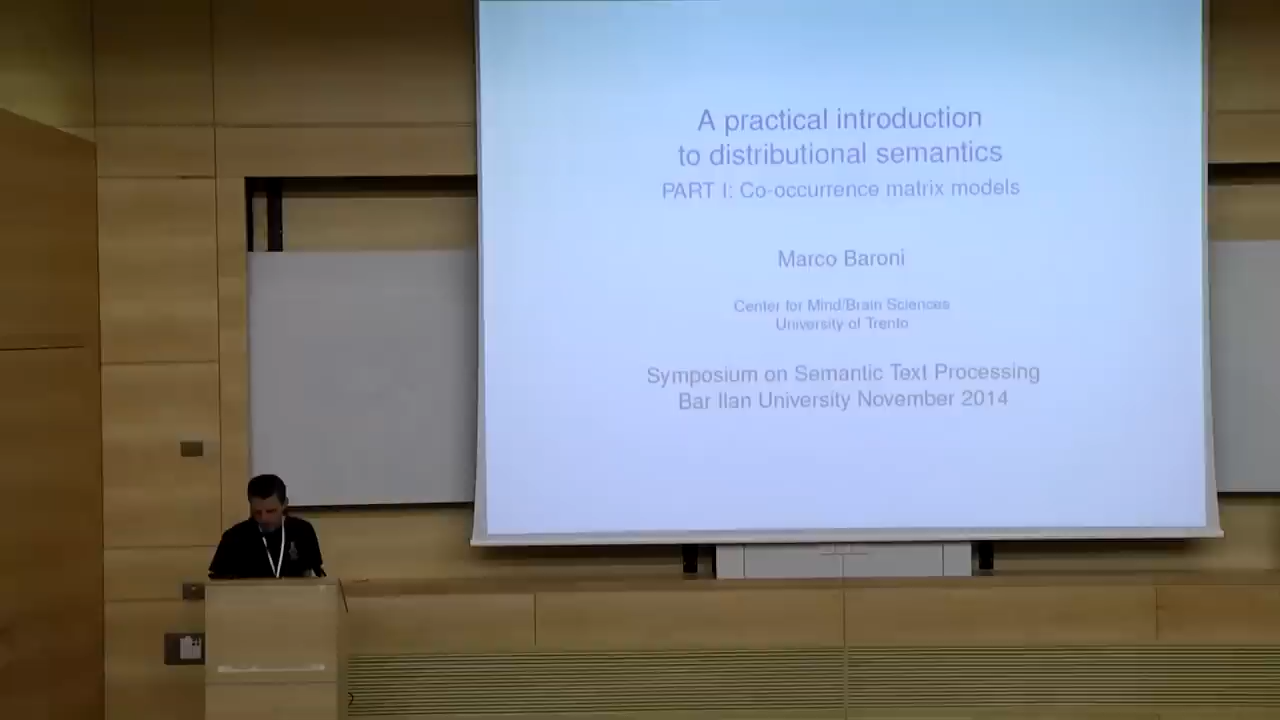 A practical introduction
to distributional semantics
PART I: Co-occurrence matrix models
Marco Baroni
Center for Mind/Brain Sciences
University of Trento
Symposium on Semantic Text Processing
Bar Ilan University November 2014